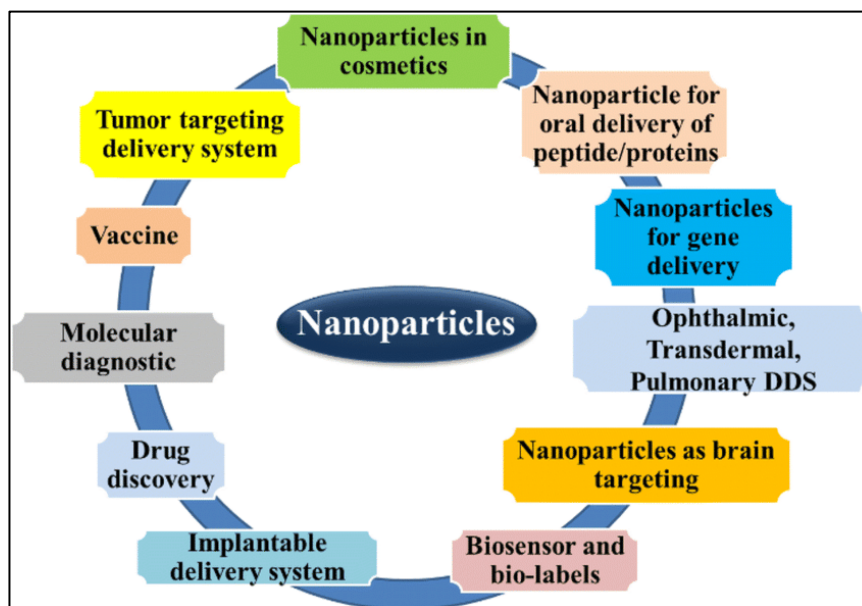 Nanoparticles in
cosmetics
Nanoparticle for
oral delivery of
peptide/proteins
Nanoparticles
for gene
delivery
Ophthalmic,
Transdermal,
Pulmonary DDS
Nanoparticles as brain
targeting
Biosensor and
bio-labels
Implantable
delivery system
Drug
discovery
Molecular
diagnostic
Vaccine
Tumor targeting
delivery system
Nanoparticles